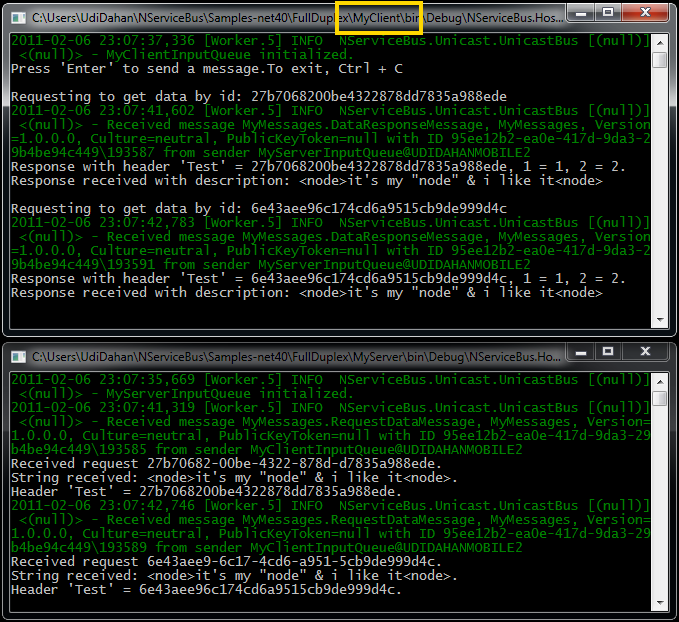 C:\Users\UdiDahan\NServiceBus\Samples-net40\FullDuplex\MyClient\bin\Debug\NServiceBus.Hos...
2011-02-06 23:07:37,336 [Worker.5] INFO  NServiceBus.Unicast.UnicastBus [(null)]
 <(null)> - MyClientInputQueue initialized.
Press 'Enter' to send a message.To exit, Ctrl + C
Requesting to get data by id: 27b7068200be4322878dd7835a988ede
2011-02-06 23:07:41,602 [Worker.5] INFO  NServiceBus.Unicast.UnicastBus [(null)]
 <(null)> - Received message MyMessages.DataResponseMessage, MyMessages, Version
=1.0.0.0, Culture=neutral, PublicKeyToken=null with ID 95ee12b2-ea0e-417d-9da3-2
9b4be94c449\193587 from sender MyServerInputQueue@UDIDAHANMOBILE2
Response with header 'Test' = 27b7068200be4322878dd7835a988ede, 1 = 1, 2 = 2.
Response received with description: <node>it's my "node" & i like it<node>
Requesting to get data by id: 6e43aee96c174cd6a9515cb9de999d4c
2011-02-06 23:07:42,783 [Worker.5] INFO  NServiceBus.Unicast.UnicastBus [(null)]
 <(null)> - Received message MyMessages.DataResponseMessage, MyMessages, Version
=1.0.0.0, Culture=neutral, PublicKeyToken=null with ID 95ee12b2-ea0e-417d-9da3-2
9b4be94c449\193591 from sender MyServerInputQueue@UDIDAHANMOBILE2
Response with header 'Test' = 6e43aee96c174cd6a9515cb9de999d4c, 1 = 1, 2 = 2.
Response received with description: <node>it's my "node" & i like it<node>
C:\Users\UdiDahan\NServiceBus\Samples-net40\FullDuplex\MyServer\bin\Debug\NServiceBus.Ho...
2011-02-06 23:07:35,669 [Worker.5] INFO  NServiceBus.Unicast.UnicastBus [(null)]
 <(null)> - MyServerInputQueue initialized.
2011-02-06 23:07:41,319 [Worker.5] INFO  NServiceBus.Unicast.UnicastBus [(null)]
 <(null)> - Received message MyMessages.RequestDataMessage, MyMessages, Version=
1.0.0.0, Culture=neutral, PublicKeyToken=null with ID 95ee12b2-ea0e-417d-9da3-29
b4be94c449\193585 from sender MyClientInputQueue@UDIDAHANMOBILE2
Received request 27b70682-00be-4322-878d-d7835a988ede.
String received: <node>it's my "node" & i like it<node>.
Header 'Test' = 27b7068200be4322878dd7835a988ede.
2011-02-06 23:07:42,746 [Worker.5] INFO  NServiceBus.Unicast.UnicastBus [(null)]
 <(null)> - Received message MyMessages.RequestDataMessage, MyMessages, Version=
1.0.0.0, Culture=neutral, PublicKeyToken=null with ID 95ee12b2-ea0e-417d-9da3-29
b4be94c449\193589 from sender MyClientInputQueue@UDIDAHANMOBILE2
Received request 6e43aee9-6c17-4cd6-a951-5cb9de999d4c.
String received: <node>it's my "node" & i like it<node>.
Header 'Test' = 6e43aee96c174cd6a9515cb9de999d4c.